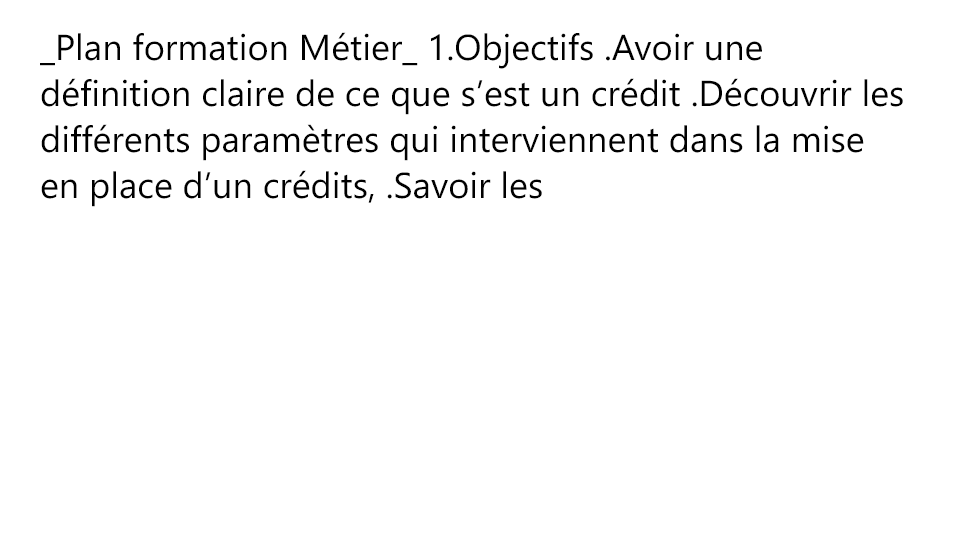 _Plan formation Métier_ 1.Objectifs .Avoir une
définition claire de ce que s’est un crédit .Découvrir les
différents paramètres qui interviennent dans la mise
en place d’un crédits, .Savoir les